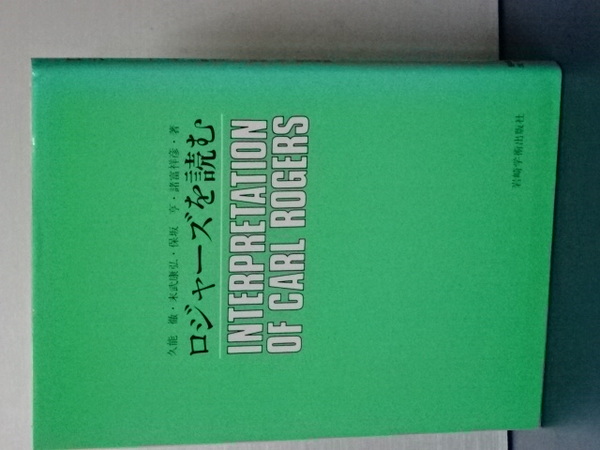 久能 徹・末武康弘・保坂 亨・諸富祥彦・著
ロジャーズを読む
INTERPRETATION
OF CARL ROGERS
岩崎学術出版社